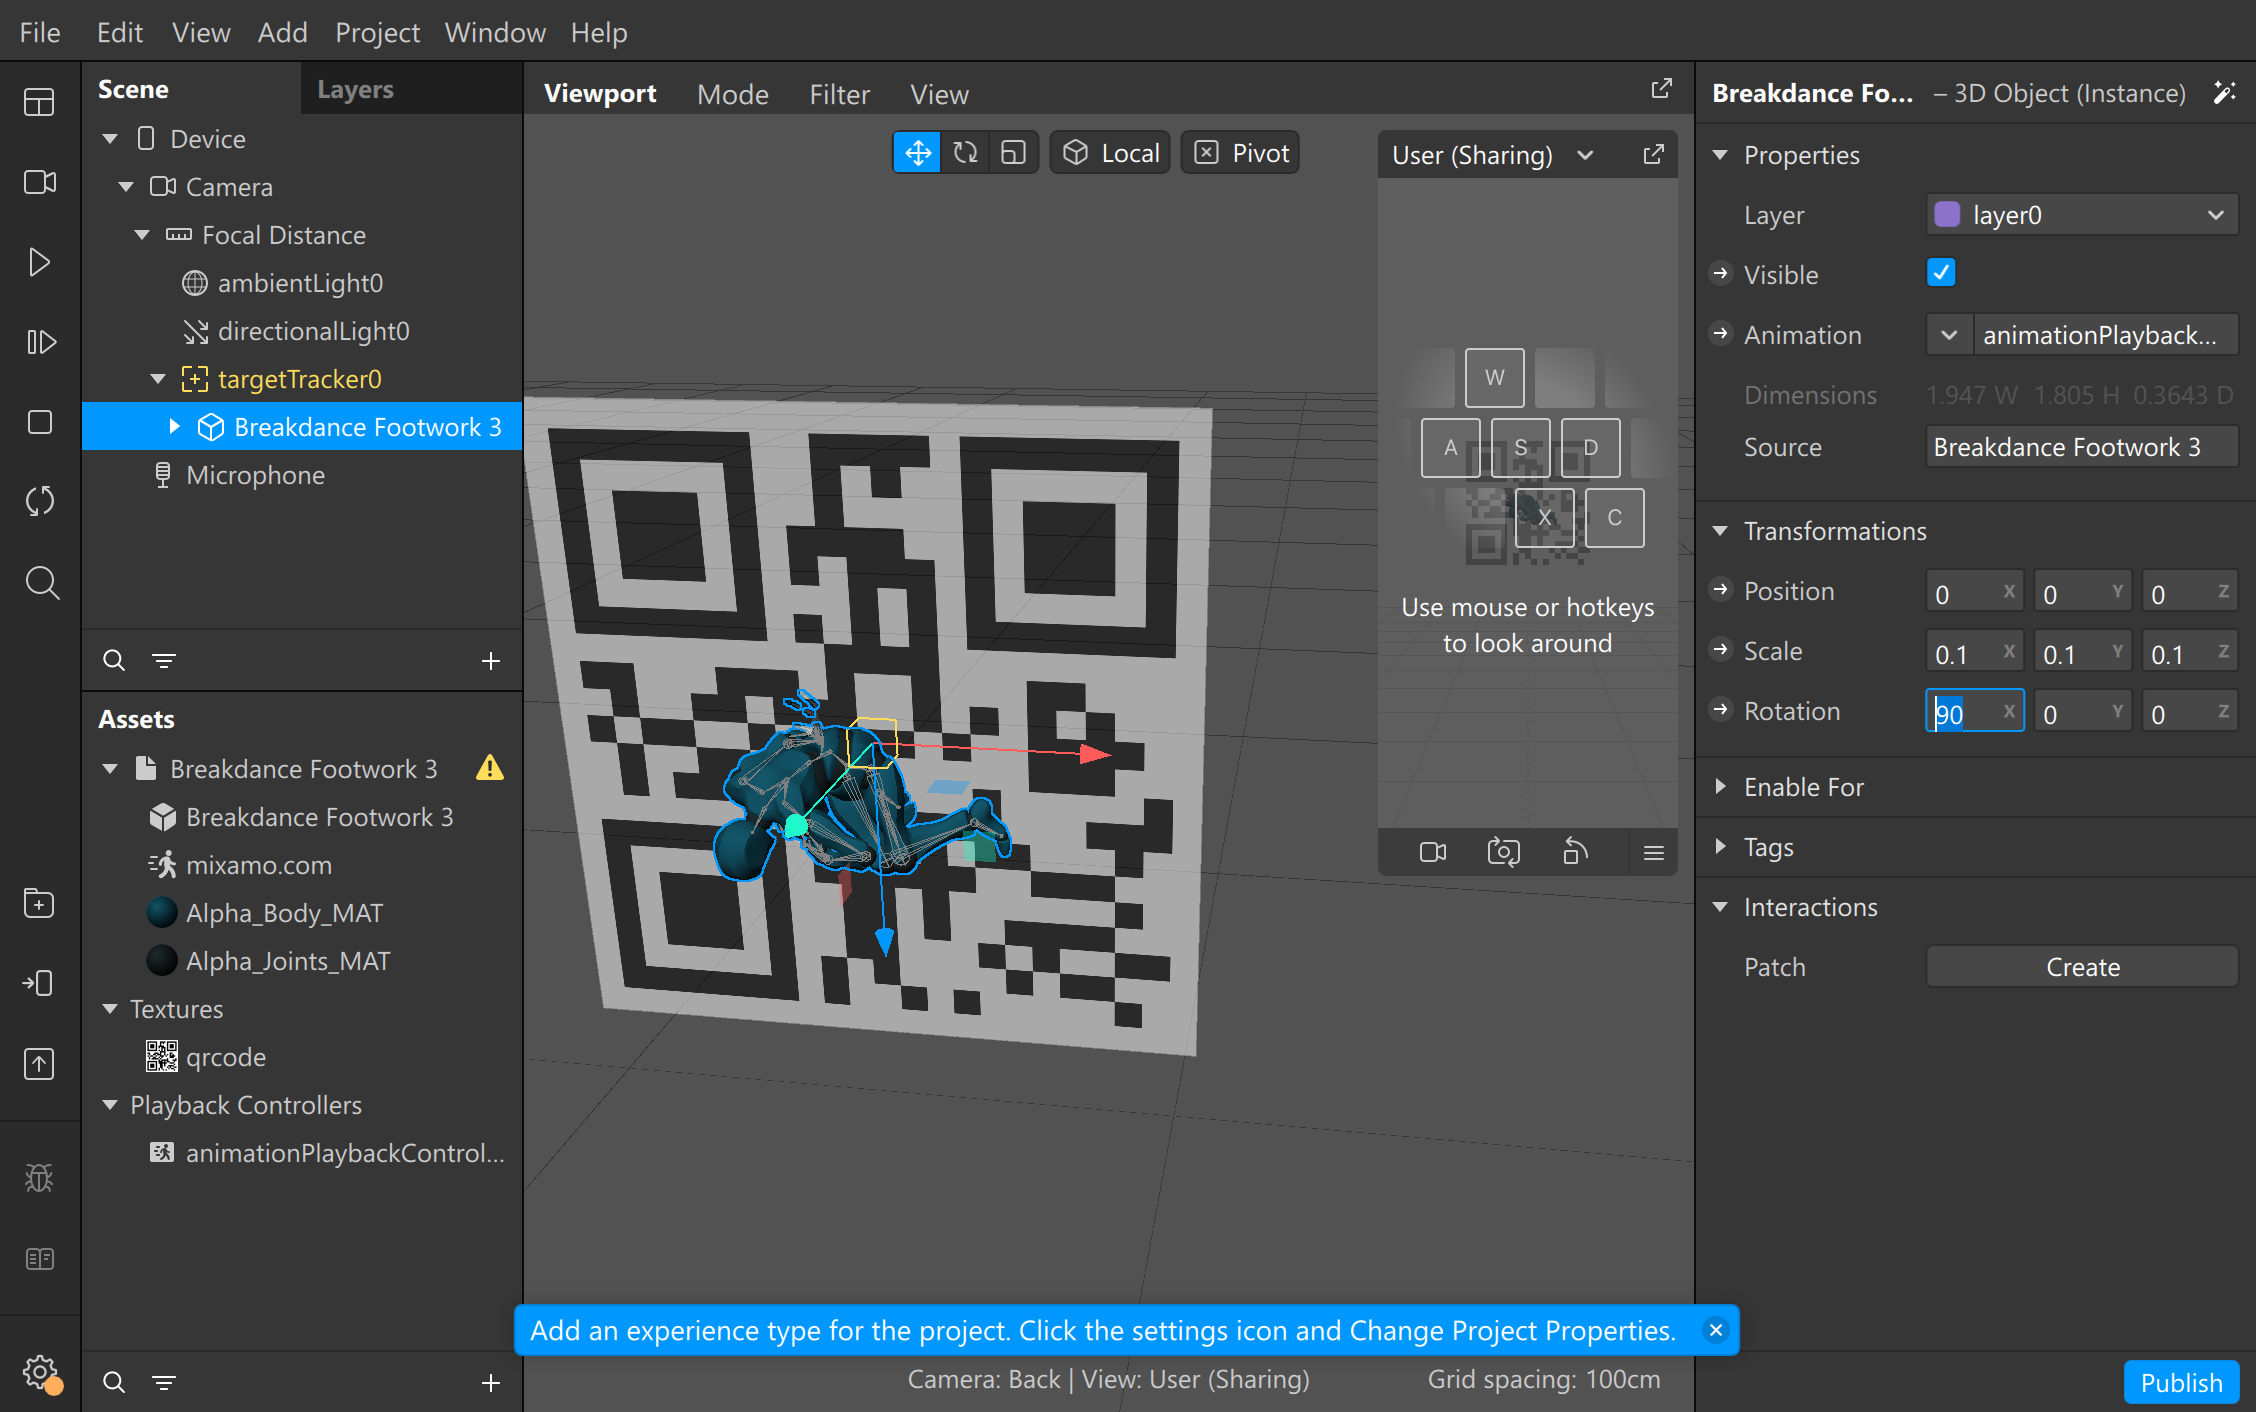 File Edit View Add Project Window Help
Scene Layers
Device
Camera
Focal Distance
ambientLight0
directionalLight0
targetTracker0
Breakdance Footwork 3
Microphone
Assets
Breakdance Footwork 3
Breakdance Footwork 3
mixamo.com
Alpha_Body_MAT
Alpha_Joints_MAT
Textures
qrcode
Playback Controllers
animationPlaybackControl...
Viewport Mode Filter View
Local Pivot
User (Sharing)
W
A S D
X C
Use mouse or hotkeys
to look around
Add an experience type for the project. Click the settings icon and Change Project Properties.
Camera: Back | View: User (Sharing) Grid spacing: 100cm
Breakdance Fo... – 3D Object (Instance)
Properties
Layer layer0
Visible
Animation animationPlayback...
Dimensions 1.947 W 1.805 H 0.3643 D
Source Breakdance Footwork 3
Transformations
Position 0 X 0 Y 0 Z
Scale 0.1 X 0.1 Y 0.1 Z
Rotation 90 X 0 Y 0 Z
Enable For
Tags
Interactions
Patch Create
Publish